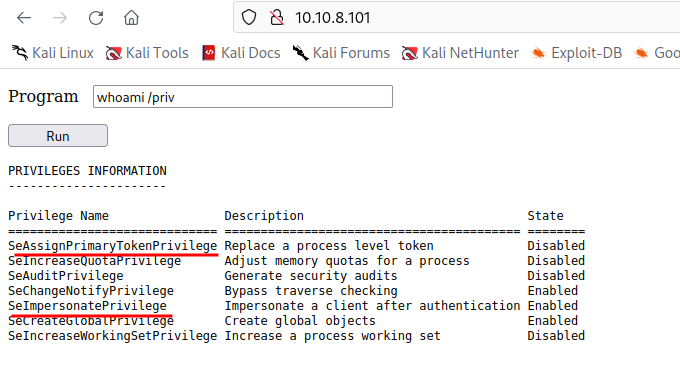 10.10.8.101
Kali Linux Kali Tools Kali Docs Kali Forums Kali NetHunter Exploit-DB Goo
Program whoami /priv
Run
PRIVILEGES INFORMATION
----------------------
Privilege Name Description State
============================= ========================================= ========
SeAssignPrimaryTokenPrivilege Replace a process level token Disabled
SeIncreaseQuotaPrivilege Adjust memory quotas for a process Disabled
SeAuditPrivilege Generate security audits Disabled
SeChangeNotifyPrivilege Bypass traverse checking Enabled
SeImpersonatePrivilege Impersonate a client after authentication Enabled
SeCreateGlobalPrivilege Create global objects Enabled
SeIncreaseWorkingSetPrivilege Increase a process working set Disabled